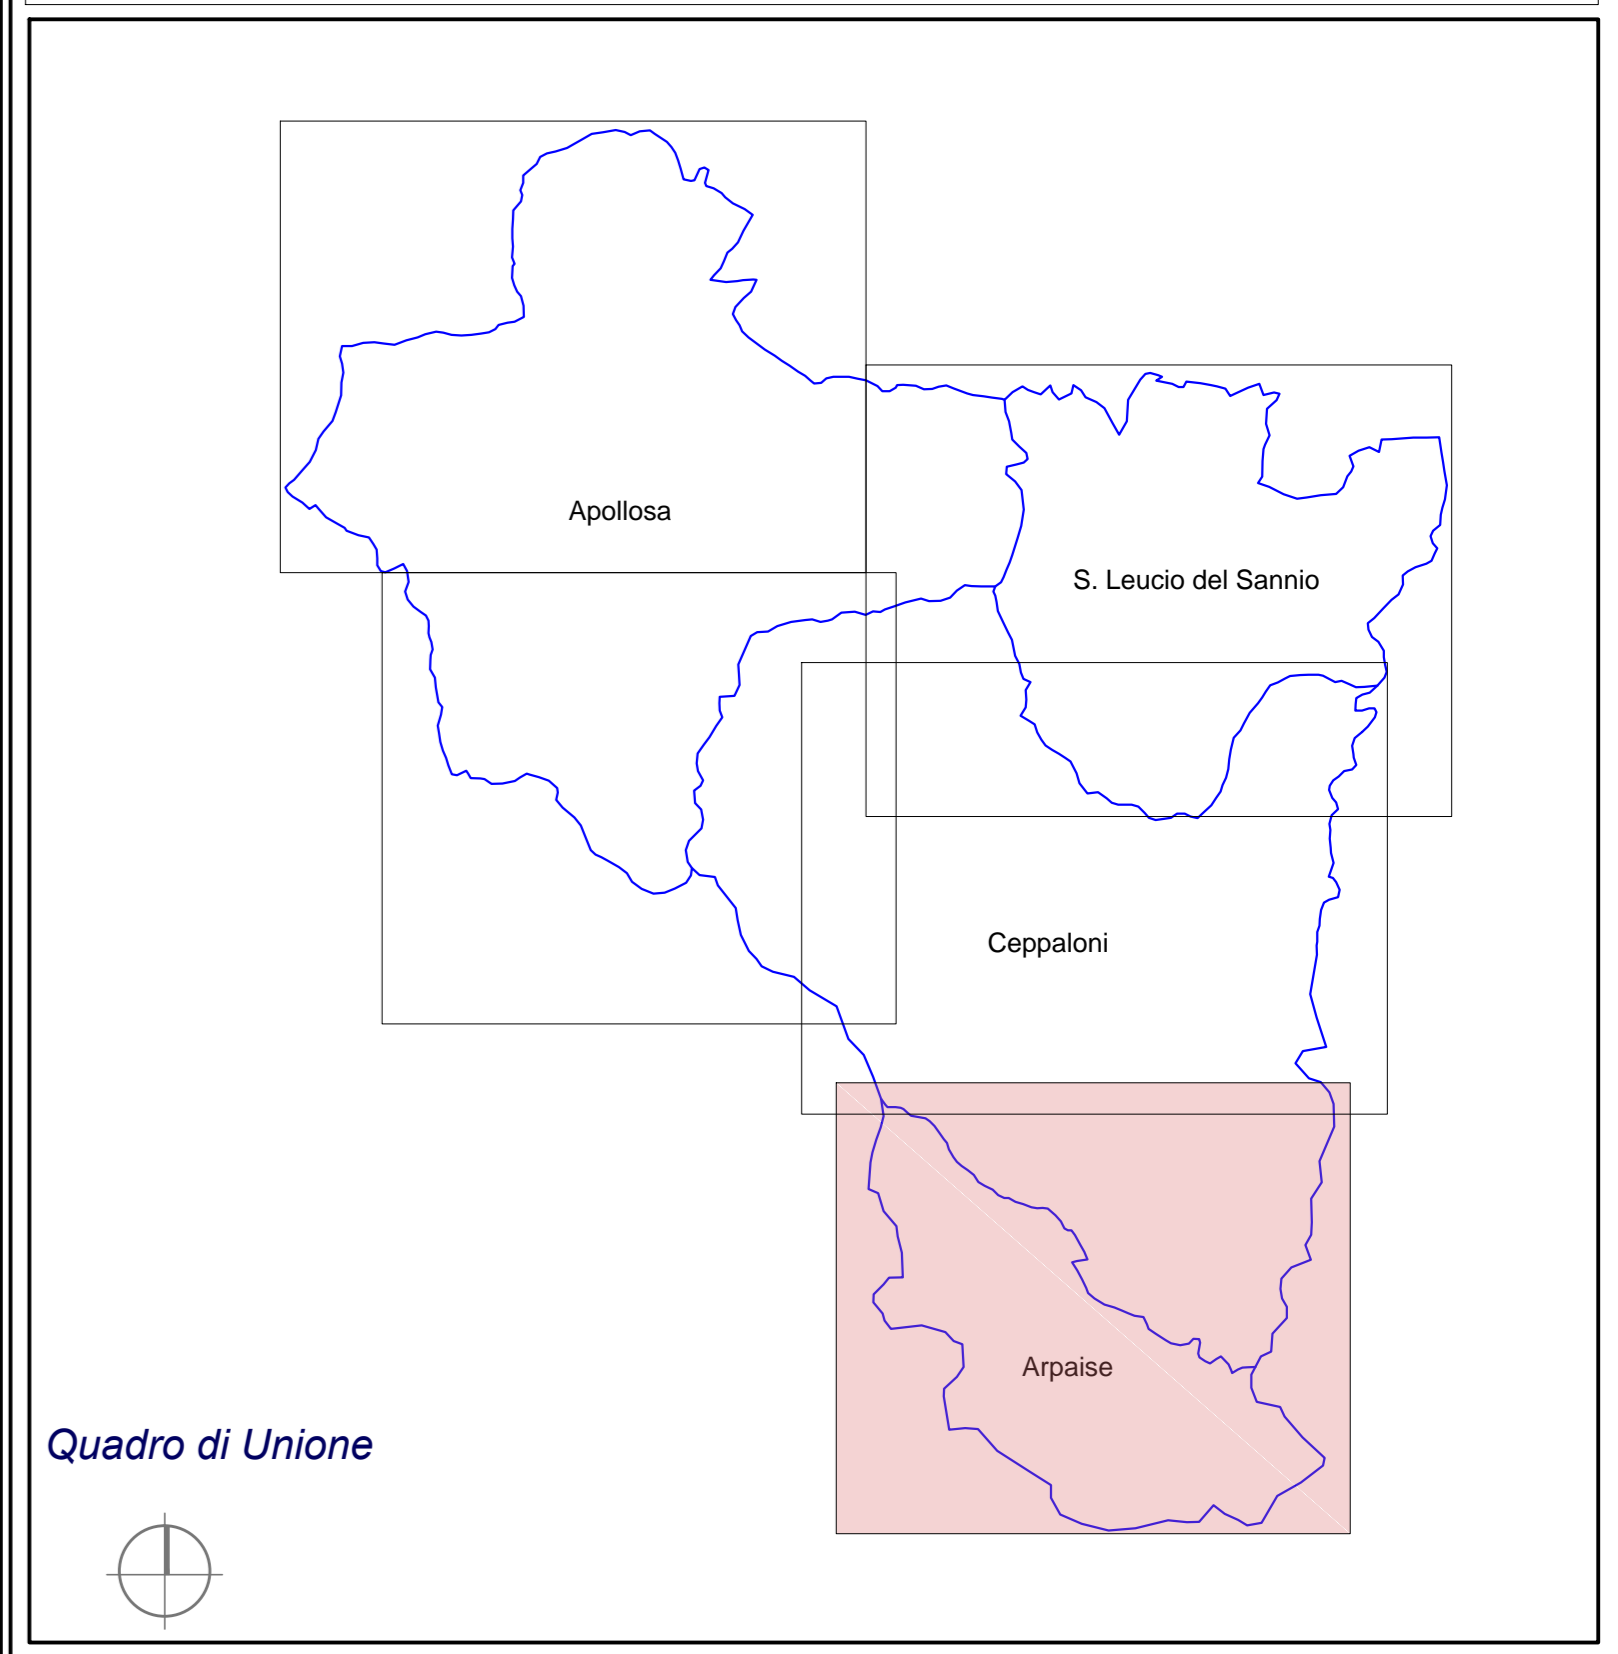 Apollosa
S. Leucio del Sannio
Ceppaloni
Arpaise
Quadro di Unione